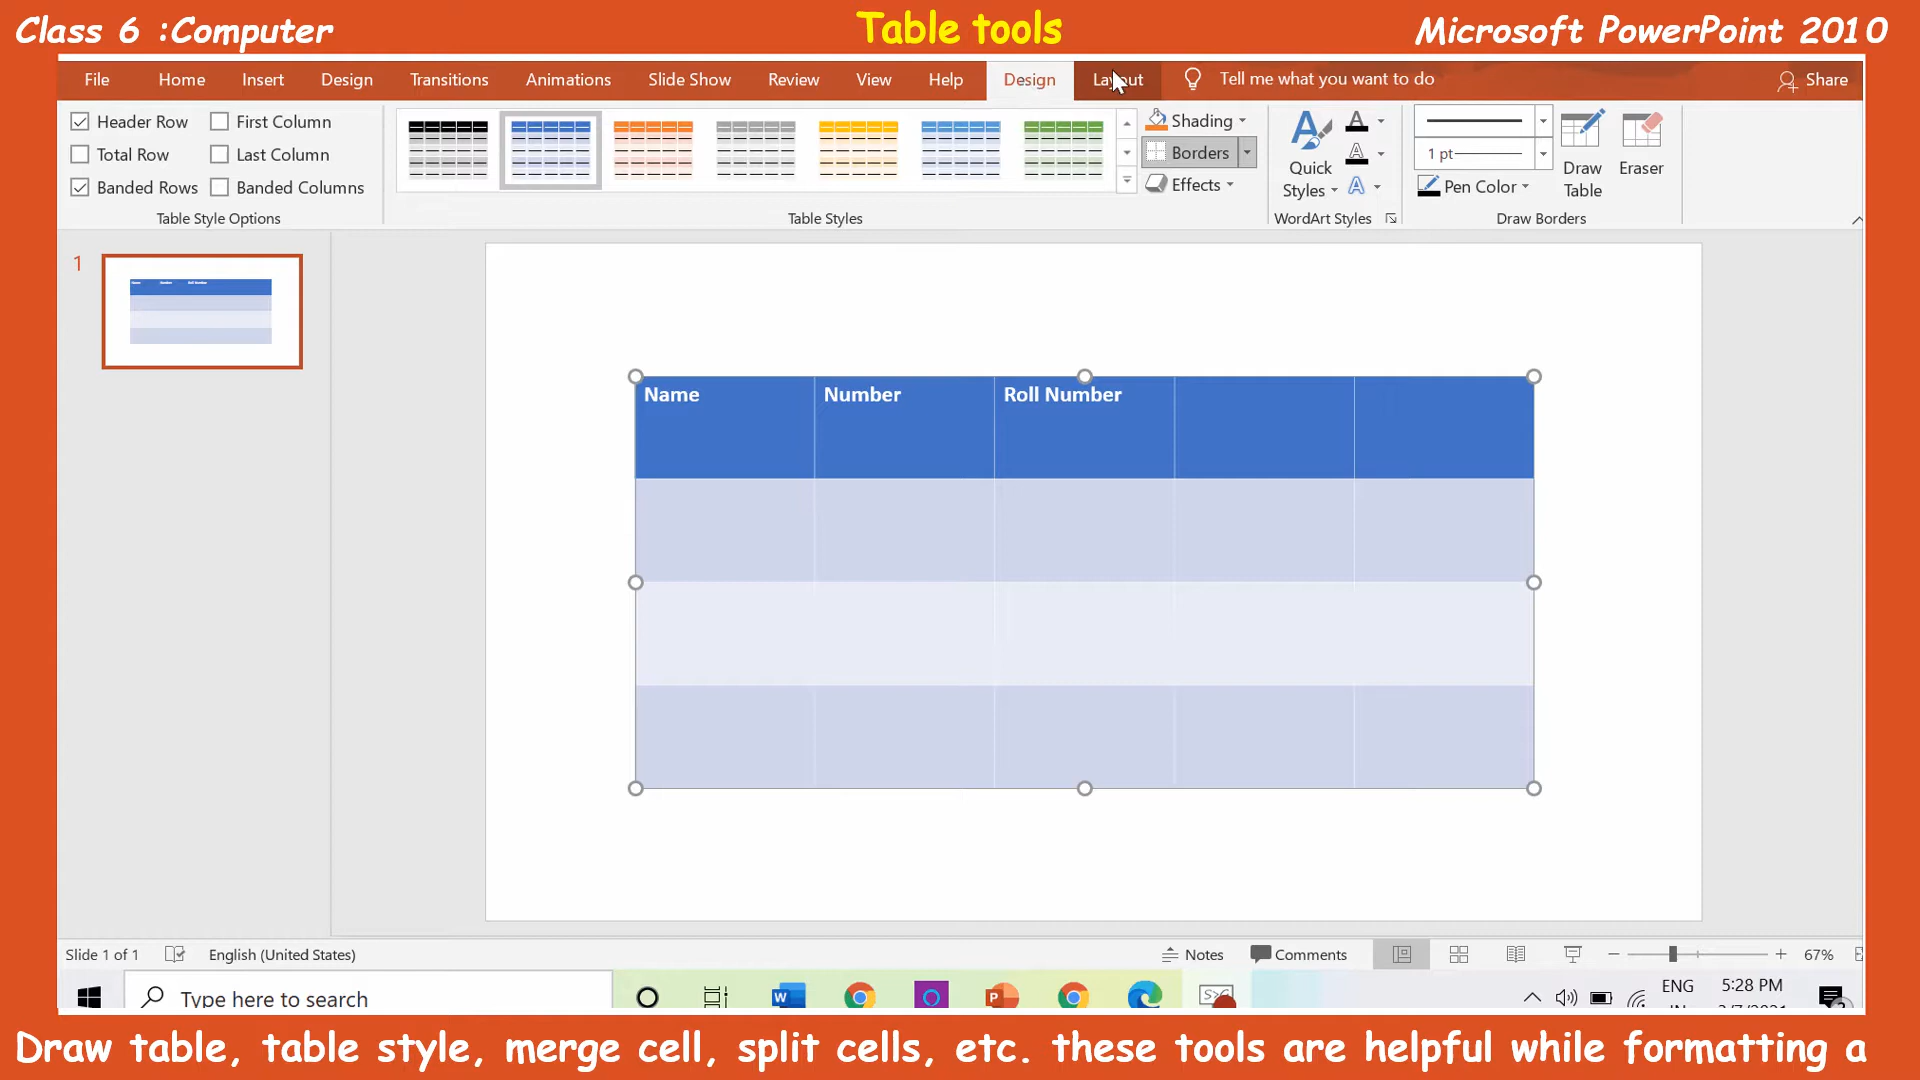 Class 6 :Computer
Table tools
Microsoft PowerPoint 2010
File Home Insert Design Transitions Animations Slide Show Review View Help Design Layout Tell me what you want to do Share
Header Row First Column
Total Row Last Column
Banded Rows Banded Columns
Table Style Options
Table Styles
Shading
Borders
Effects
Quick
Styles
WordArt Styles
1 pt
Pen Color
Draw
Table
Eraser
Draw Borders
1
Name Number Roll Number
Name Number Roll Number
Slide 1 of 1 English (United States) Notes Comments 67%
Type here to search
ENG
5:28 PM
Draw table, table style, merge cell, split cells, etc. these tools are helpful while formatting a